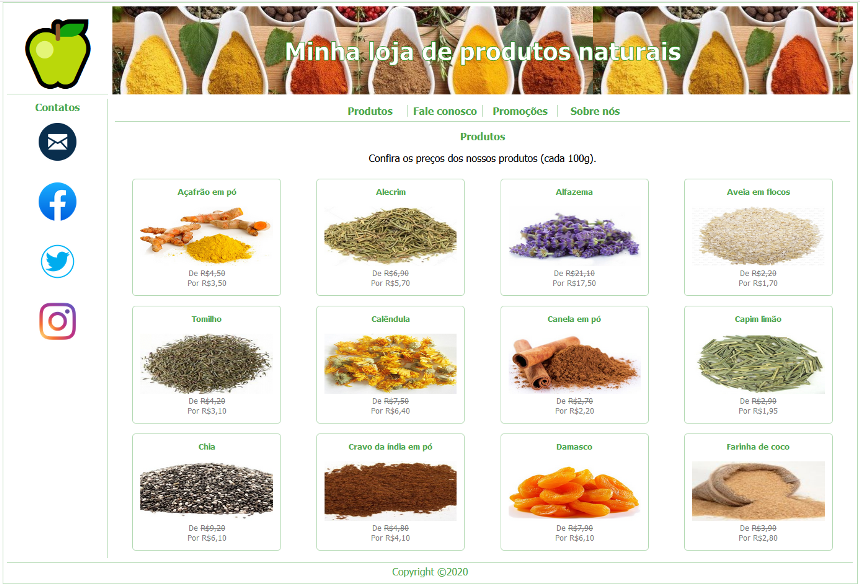 Minha loja de produtos naturais
Contatos
Produtos
Fale conosco
Promoções
Sobre nós
Produtos
Confira os preços dos nossos produtos (cada 100g).
Açafrão em pó
De R$4,50
Por R$3,50
Alecrim
De R$6,90
Por R$5,70
Alfazema
De R$21,10
Por R$17,50
Aveia em flocos
De R$2,20
Por R$1,70
Tomilho
De R$4,20
Por R$3,10
Calêndula
De R$7,50
Por R$6,40
Canela em pó
De R$2,70
Por R$2,20
Capim limão
De R$2,90
Por R$1,95
Chia
De R$9,20
Por R$6,10
Cravo da índia em pó
De R$4,80
Por R$4,10
Damasco
De R$7,90
Por R$6,10
Farinha de coco
De R$3,90
Por R$2,80
Copyright ©2020